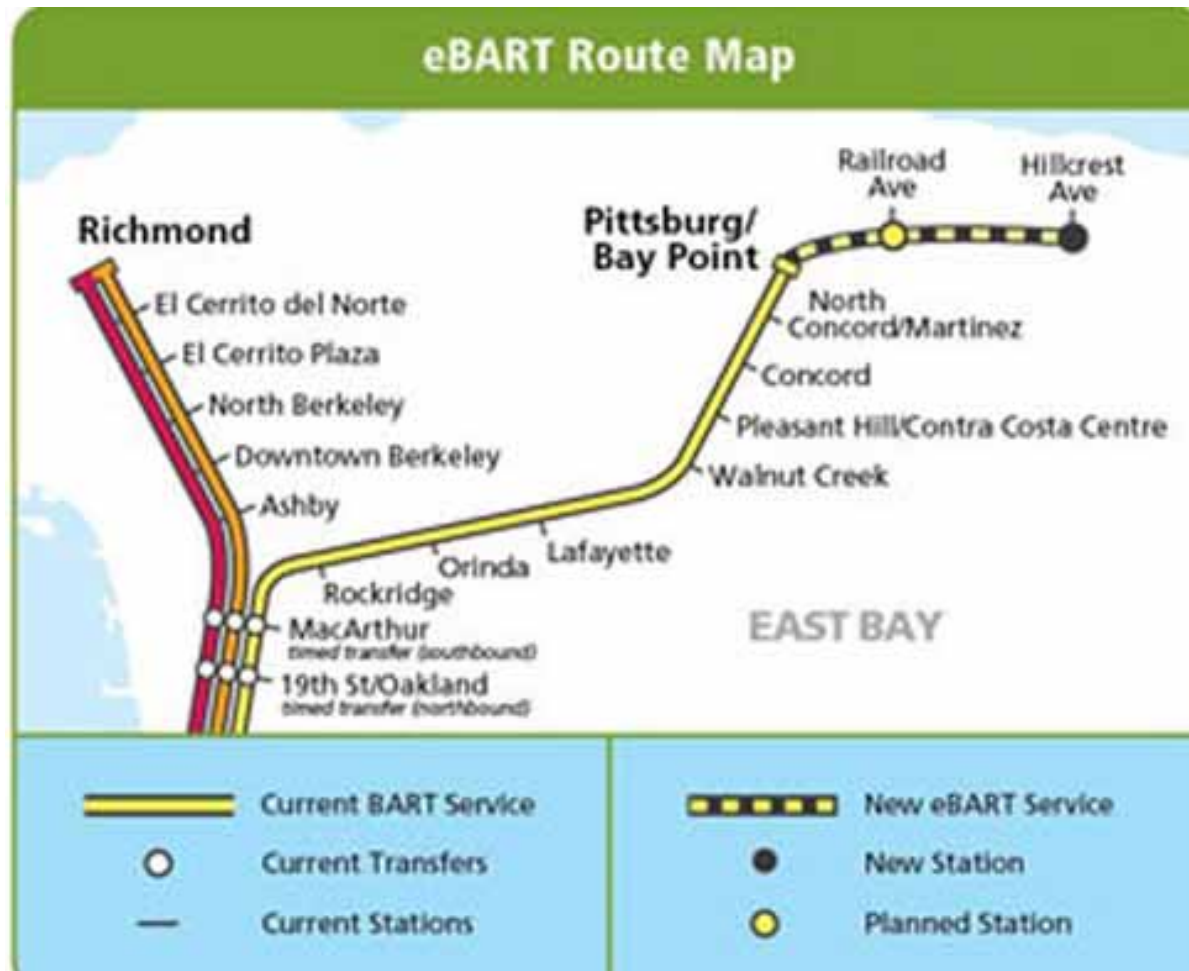 eBART Route Map
Railroad
Ave
Hillcrest
Ave
Richmond
Pittsburg/
Bay Point
El Cerrito del Norte
North
Concord/Martinez
El Cerrito Plaza
Concord
North Berkeley
Pleasant Hill/Contra Costa Centre
Downtown Berkeley
Walnut Creek
Ashby
Lafayette
Orinda
Rockridge
MacArthur
timed transfer (southbound)
EAST BAY
19th St/Oakland
timed transfer (northbound)
Current BART Service
Current Transfers
Current Stations
New eBART Service
New Station
Planned Station